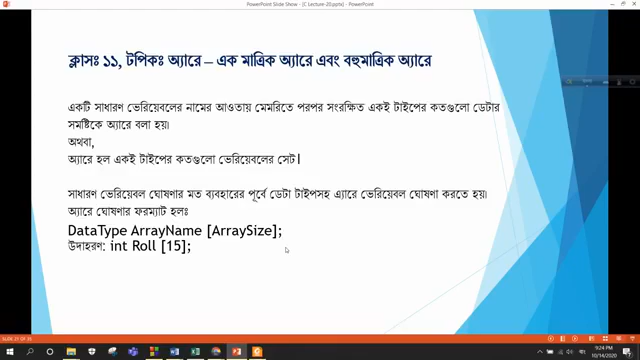 PowerPoint Slide Show - [C Lecture-20.pptx] - PowerPoint
ক্লাসঃ ১১, টপিকঃ অ্যারে – এক মাত্রিক অ্যারে এবং বহুমাত্রিক অ্যারে
একটি সাধারণ ভেরিয়েবলের নামের আওতায় মেমরিতে পরপর সংরক্ষিত একই টাইপের কতগুলো ডেটার
সমষ্টিকে অ্যারে বলা হয়।
অথবা,
অ্যারে হল একই টাইপের কতগুলো ভেরিয়েবলের সেট।
সাধারণ ভেরিয়েবল ঘোষণার মত ব্যবহারের পূর্বে ডেটা টাইপসহ এ্যারে ভেরিয়েবল ঘোষণা করতে হয়।
অ্যারে ঘোষণার ফরম্যাট হলঃ
DataType ArrayName [ArraySize];
উদাহরণ: int Roll [15];
9:24 PM
10/14/2020